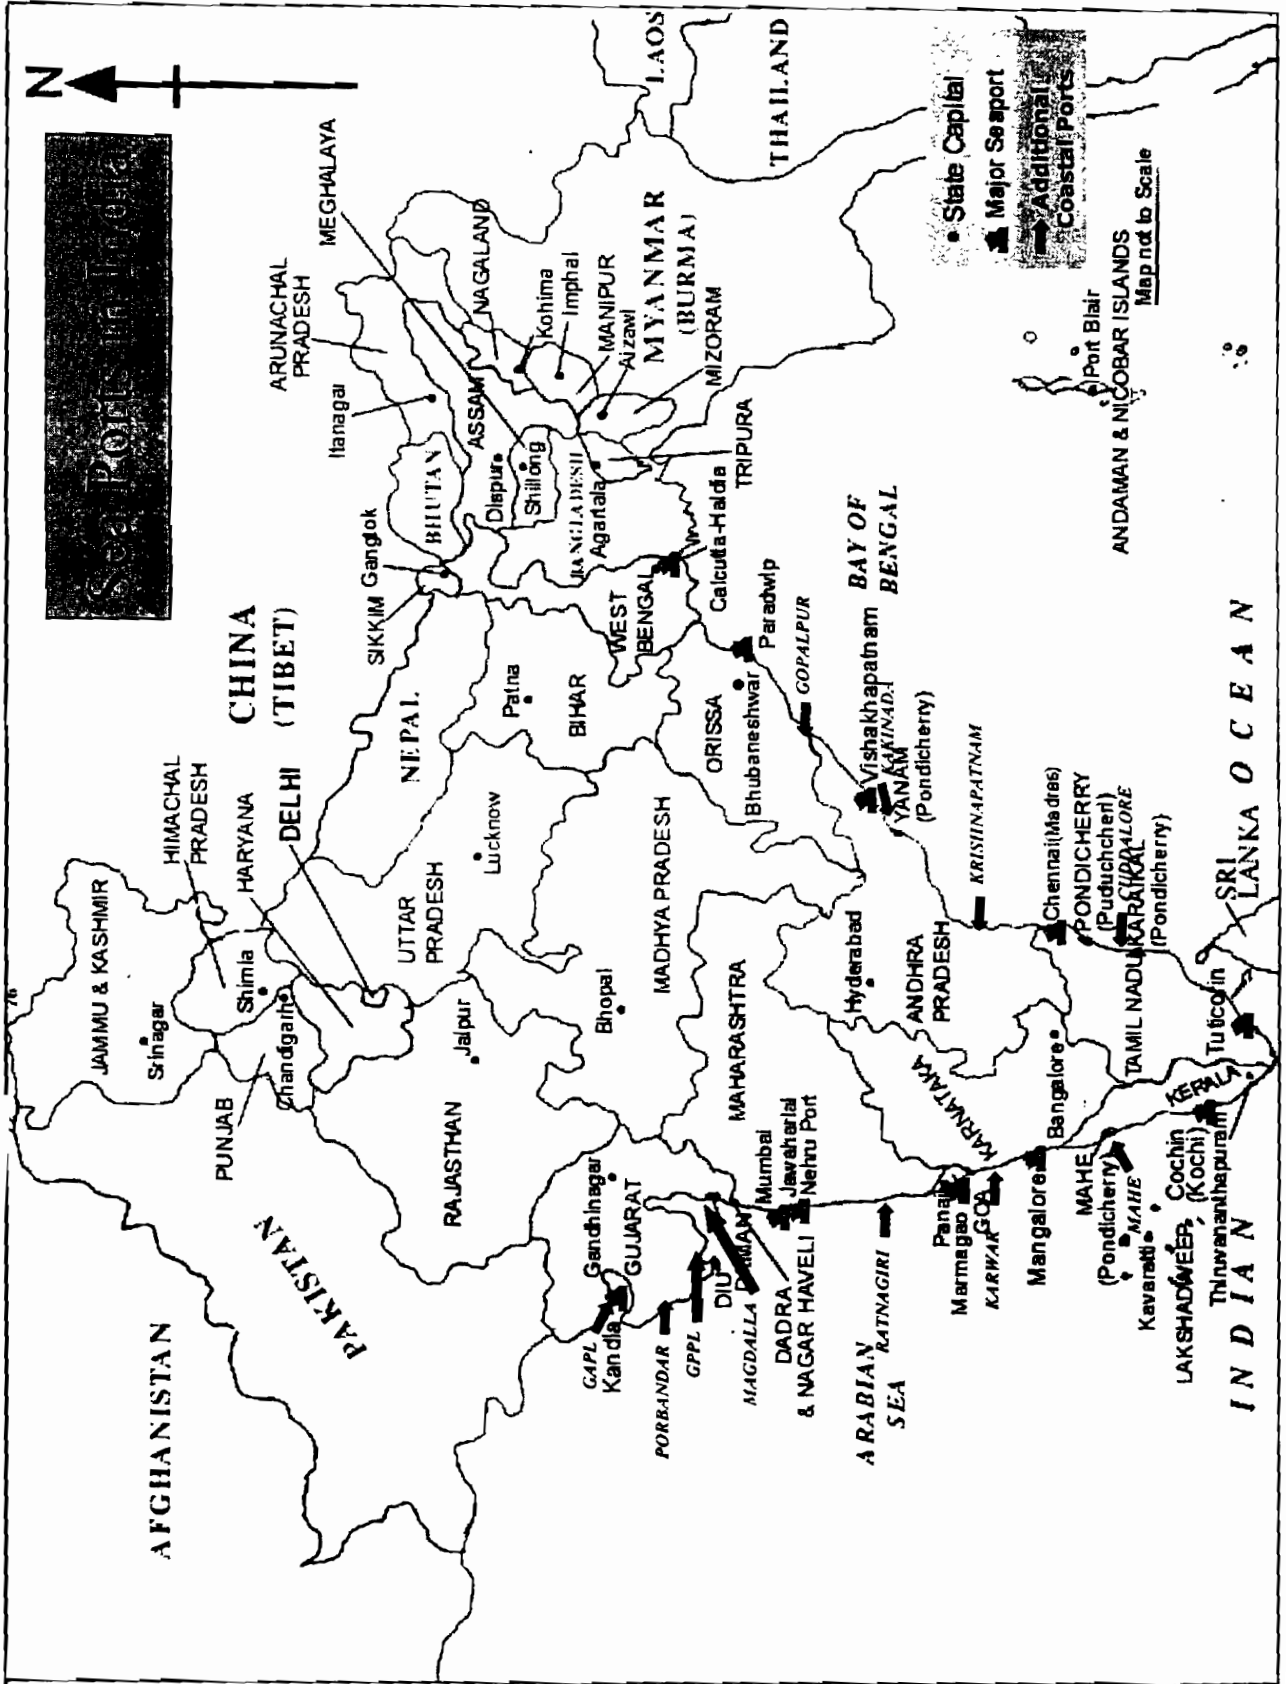 N
Sea Ports in India
AFGHANISTAN
PAKISTAN
CHINA
(TIBET)
NEPAL
BHUTAN
BANGLADESH
MYANMAR
(BURMA)
LAOS
THAILAND
JAMMU & KASHMIR
Srinagar
HIMACHAL
PRADESH
Shimla
PUNJAB
Chandigarh
HARYANA
DELHI
UTTAR
PRADESH
Lucknow
RAJASTHAN
Jaipur
SIKKIM
Gangtok
ARUNACHAL
PRADESH
Itanagar
ASSAM
Dispur
MEGHALAYA
Shillong
NAGALAND
Kohima
Imphal
MANIPUR
Aizawl
MIZORAM
TRIPURA
Agartala
Patna
BIHAR
WEST
BENGAL
Calcutta-Haldia
ORISSA
Bhubaneshwar
Paradwip
GOPALPUR
MADHYA PRADESH
Bhopal
GUJARAT
Gandhinagar
GAPL
Kandla
PORBANDAR
GPPL
DIU
DAMAN
MAGDALLA
DADRA
& NAGAR HAVELI
MAHARASHTRA
Mumbai
Jawaharlal
Nehru Port
RATNAGIRI
ARABIAN
SEA
BAY OF
BENGAL
Vishakhapatnam
KAKINADA
YANAM
(Pondicherry)
Hyderabad
ANDHRA
PRADESH
KRISHNAPATNAM
KARNATAKA
Panaji
Marmagao
GOA
KARWAR
Bangalore
Mangalore
Chennai(Madras)
PONDICHERRY
(Puduchcheri)
CUDDALORE
KARAIKAL
(Pondicherry)
TAMIL NADU
MAHE
(Pondicherry)
MAHE
Kavaratti
LAKSHADWEEP
Cochin
(Kochi)
KERALA
Thiruvananthapuram
Tuticorin
SRI
LANKA
INDIAN OCEAN
Port Blair
ANDAMAN & NICOBAR ISLANDS
Map not to Scale
State Capital
Major Seaport
Additional
Coastal Ports